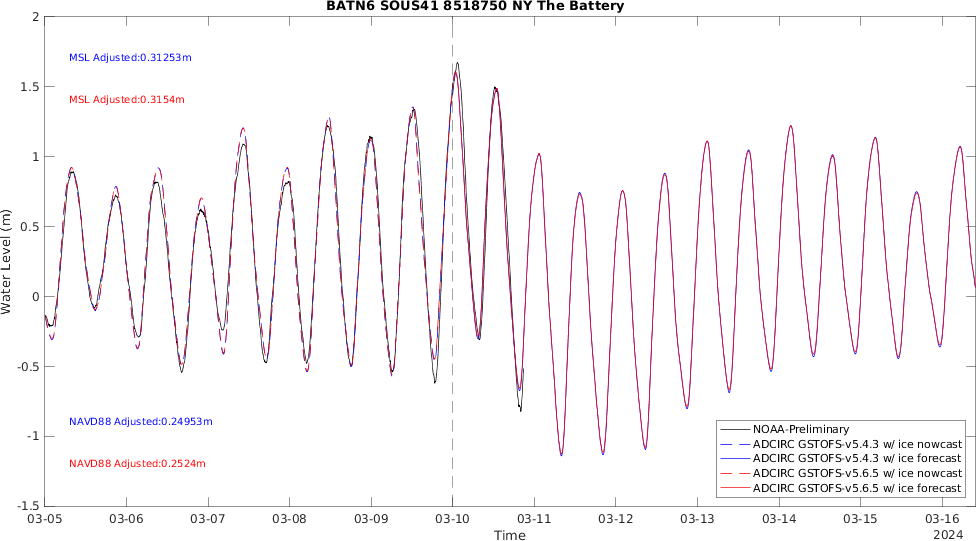 BATN6 SOUS41 8518750 NY The Battery
2
1.5
1
0.5
0
-0.5
-1
-1.5
Water Level (m)
MSL Adjusted:0.31253m
MSL Adjusted:0.3154m
NAVD88 Adjusted:0.24953m
NAVD88 Adjusted:0.2524m
NOAA-Preliminary
ADCIRC GSTOFS-v5.4.3 w/ ice nowcast
ADCIRC GSTOFS-v5.4.3 w/ ice forecast
ADCIRC GSTOFS-v5.6.5 w/ ice nowcast
ADCIRC GSTOFS-v5.6.5 w/ ice forecast
03-05 03-06 03-07 03-08 03-09 03-10 03-11 03-12 03-13 03-14 03-15 03-16
Time
2024